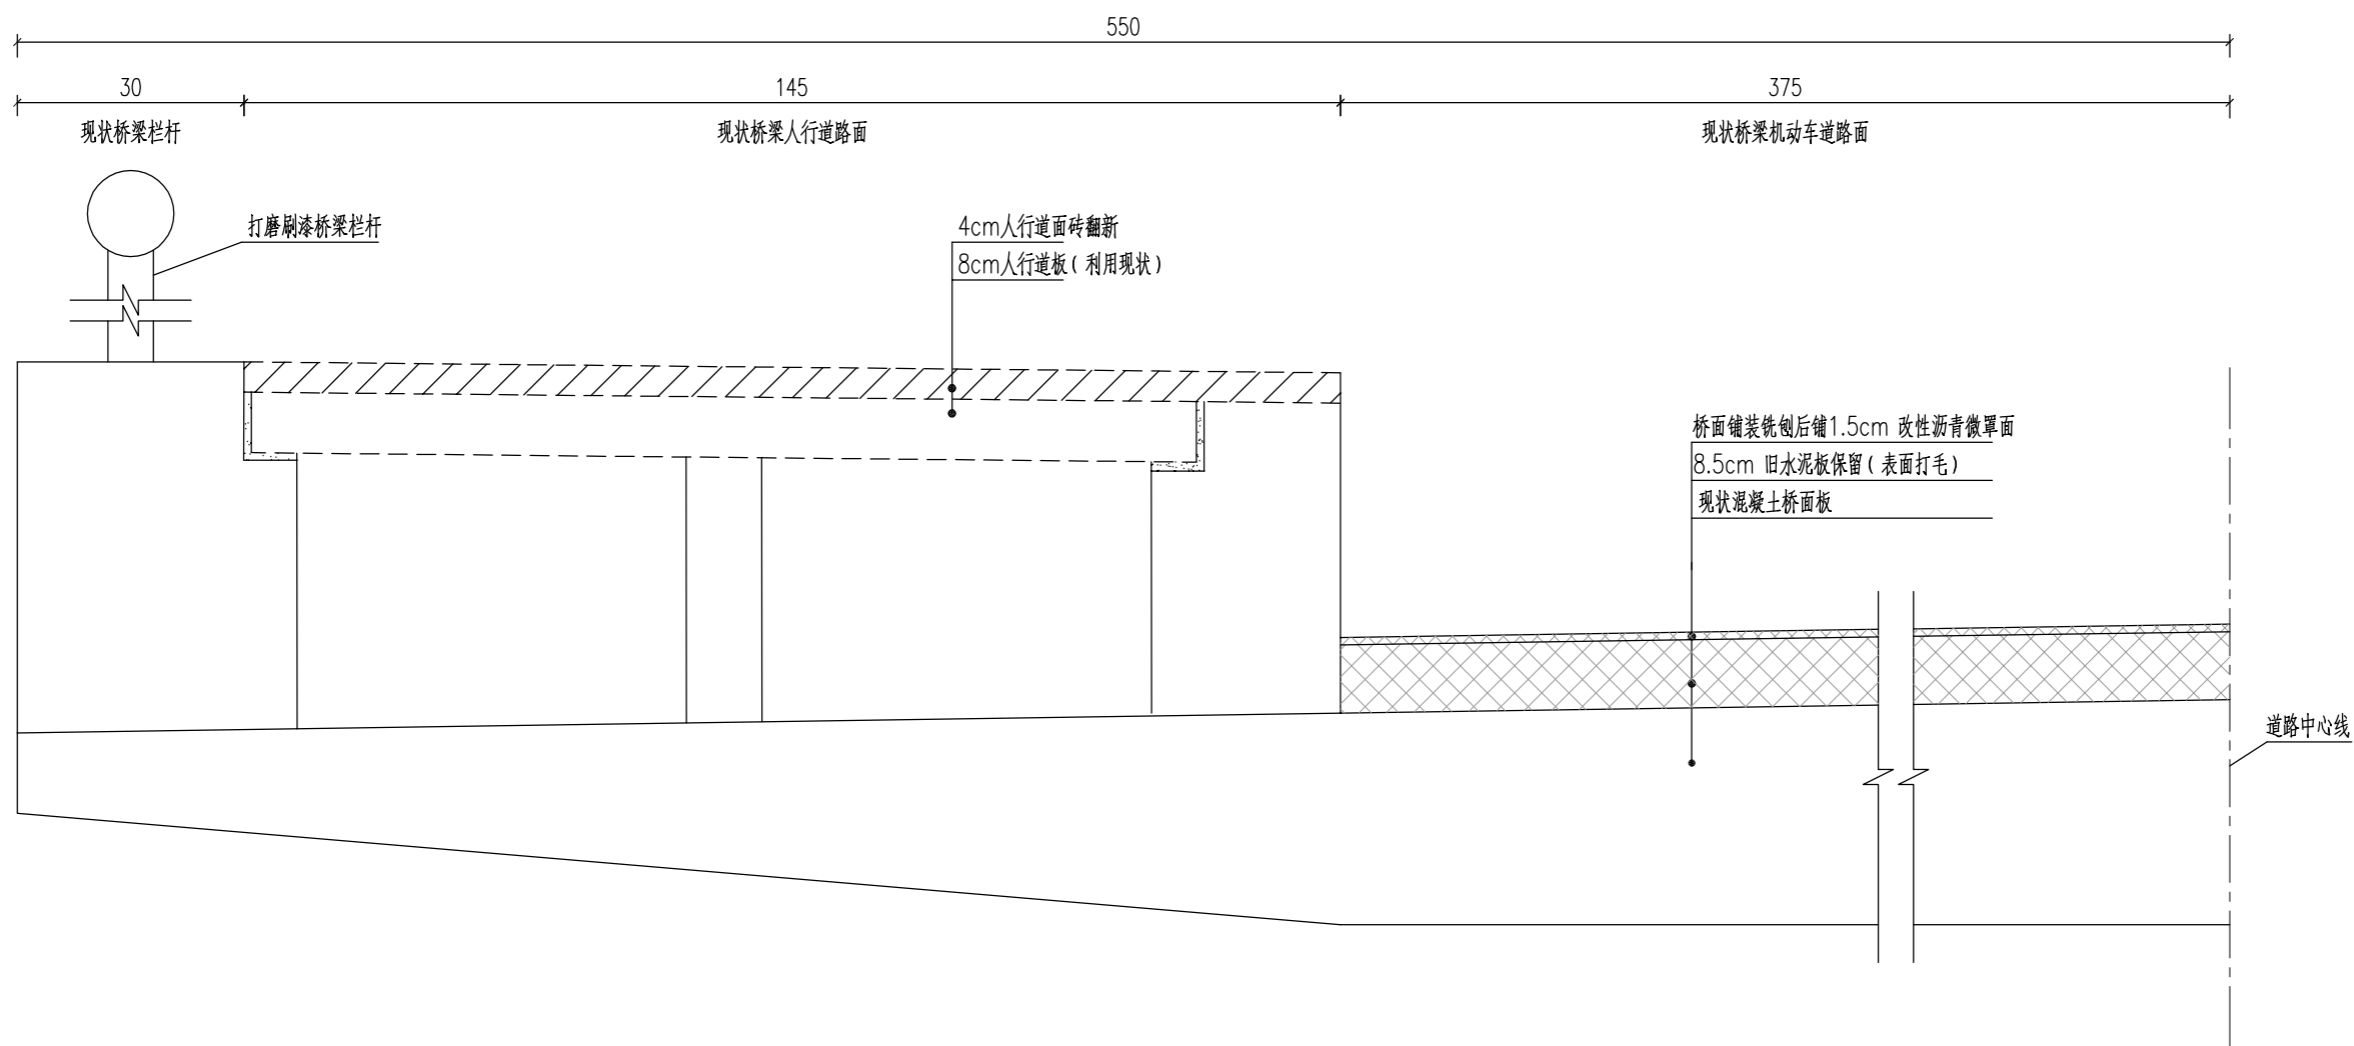 550
30
145
375
现状桥梁栏杆
现状桥梁人行道路面
现状桥梁机动车道路面
打磨刷漆桥梁栏杆
4cm人行道面砖翻新
8cm人行道板（利用现状）
桥面铺装铣刨后铺1.5cm 改性沥青微罩面
8.5cm 旧水泥板保留（表面打毛）
现状混凝土桥面板
道路中心线